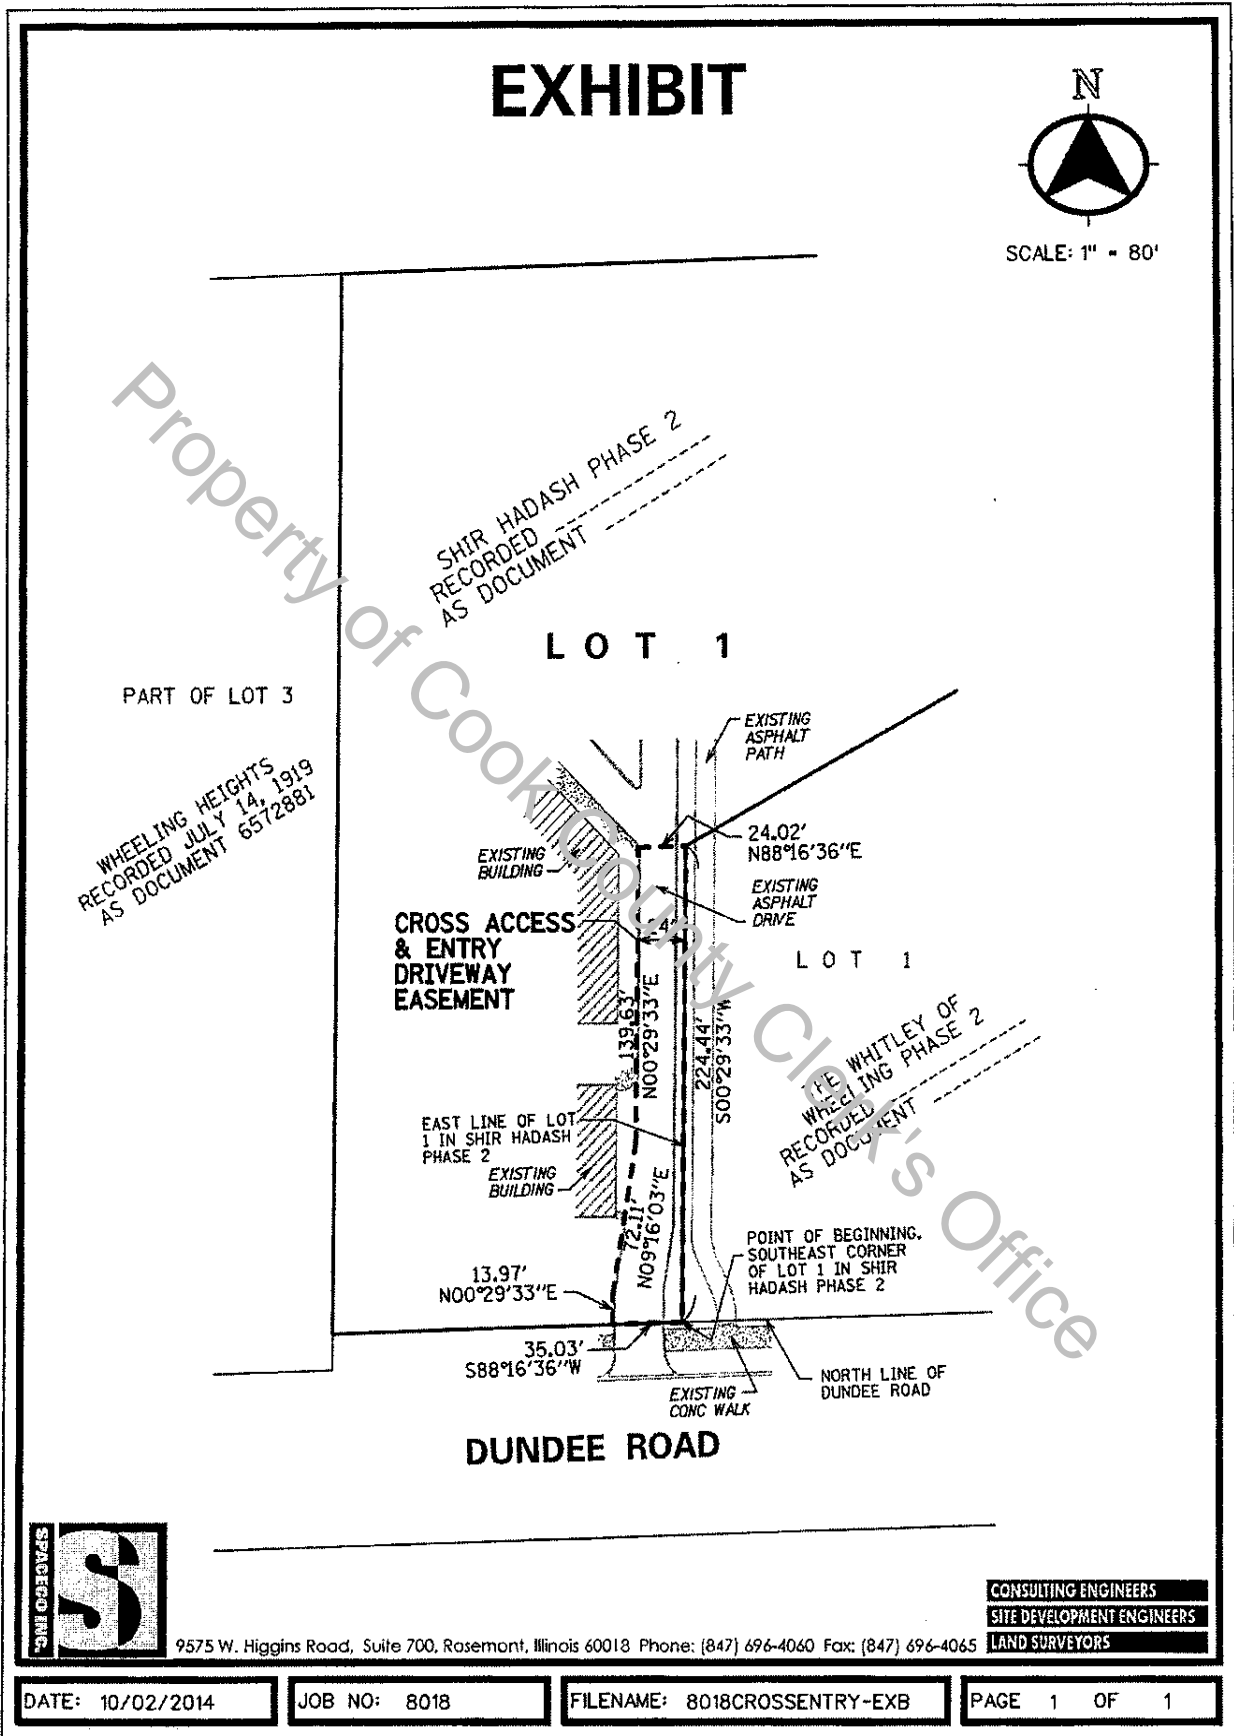 EXHIBIT
N
SCALE: 1" = 80'
SHIR HADASH PHASE 2
RECORDED
AS DOCUMENT
LOT 1
PART OF LOT 3
WHEELING HEIGHTS
RECORDED JULY 14, 1919
AS DOCUMENT 6572881
EXISTING
ASPHALT
PATH
24.02'
N88°16'36"E
EXISTING
BUILDING
EXISTING
ASPHALT
DRIVE
CROSS ACCESS
& ENTRY
DRIVEWAY
EASEMENT
24'
LOT 1
139.63'
N00°29'33"E
224.44'
S00°29'33"W
THE WHITLEY OF
WHEELING PHASE 2
RECORDED
AS DOCUMENT
EAST LINE OF LOT
1 IN SHIR HADASH
PHASE 2
EXISTING
BUILDING
72.11'
N09°16'03"E
POINT OF BEGINNING,
SOUTHEAST CORNER
OF LOT 1 IN SHIR
HADASH PHASE 2
13.97'
N00°29'33"E
35.03'
S88°16'36"W
EXISTING
CONC WALK
NORTH LINE OF
DUNDEE ROAD
DUNDEE ROAD
Property of Cook County Clerk's Office
SPACECO INC.
S
CONSULTING ENGINEERS
SITE DEVELOPMENT ENGINEERS
LAND SURVEYORS
9575 W. Higgins Road, Suite 700, Rosemont, Illinois 60018 Phone: (847) 696-4060 Fax: (847) 696-4065
DATE: 10/02/2014
JOB NO: 8018
FILENAME: 8018CROSSENTRY-EXB
PAGE 1 OF 1